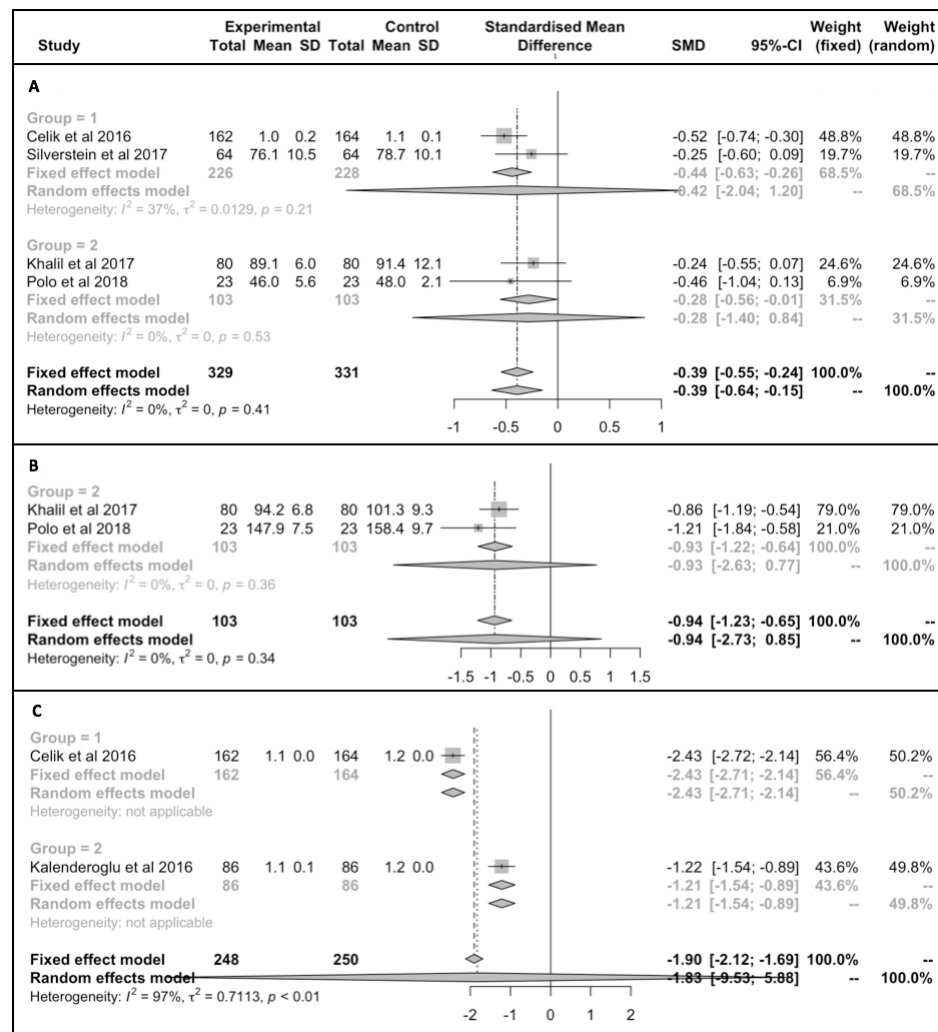 Experimental Control Standardised Mean Weight Weight
Study Total Mean SD Total Mean SD Difference SMD 95%-CI (fixed) (random)
A
Group = 1
Celik et al 2016 162 1.0 0.2 164 1.1 0.1 -0.52 [-0.74; -0.30] 48.8% 48.8%
Silverstein et al 2017 64 76.1 10.5 64 78.7 10.1 -0.25 [-0.60; 0.09] 19.7% 19.7%
Fixed effect model 226 228 -0.44 [-0.63; -0.26] 68.5% --
Random effects model -0.42 [-2.04; 1.20] -- 68.5%
Heterogeneity: I² = 37%, τ² = 0.0129, p = 0.21
Group = 2
Khalil et al 2017 80 89.1 6.0 80 91.4 12.1 -0.24 [-0.55; 0.07] 24.6% 24.6%
Polo et al 2018 23 46.0 5.6 23 48.0 2.1 -0.46 [-1.04; 0.13] 6.9% 6.9%
Fixed effect model 103 103 -0.28 [-0.56; -0.01] 31.5% --
Random effects model -0.28 [-1.40; 0.84] -- 31.5%
Heterogeneity: I² = 0%, τ² = 0, p = 0.53
Fixed effect model 329 331 -0.39 [-0.55; -0.24] 100.0% --
Random effects model -0.39 [-0.64; -0.15] -- 100.0%
Heterogeneity: I² = 0%, τ² = 0, p = 0.41
-1 -0.5 0 0.5 1
B
Group = 2
Khalil et al 2017 80 94.2 6.8 80 101.3 9.3 -0.86 [-1.19; -0.54] 79.0% 79.0%
Polo et al 2018 23 147.9 7.5 23 158.4 9.7 -1.21 [-1.84; -0.58] 21.0% 21.0%
Fixed effect model 103 103 -0.93 [-1.22; -0.64] 100.0% --
Random effects model -0.93 [-2.63; 0.77] -- 100.0%
Heterogeneity: I² = 0%, τ² = 0, p = 0.36
Fixed effect model 103 103 -0.94 [-1.23; -0.65] 100.0% --
Random effects model -0.94 [-2.73; 0.85] -- 100.0%
Heterogeneity: I² = 0%, τ² = 0, p = 0.34
-1.5 -1 -0.5 0 0.5 1 1.5
C
Group = 1
Celik et al 2016 162 1.1 0.0 164 1.2 0.0 -2.43 [-2.72; -2.14] 56.4% 50.2%
Fixed effect model 162 164 -2.43 [-2.71; -2.14] 56.4% --
Random effects model -2.43 [-2.71; -2.14] -- 50.2%
Heterogeneity: not applicable
Group = 2
Kalenderoglu et al 2016 86 1.1 0.1 86 1.2 0.0 -1.22 [-1.54; -0.89] 43.6% 49.8%
Fixed effect model 86 86 -1.21 [-1.54; -0.89] 43.6% --
Random effects model -1.21 [-1.54; -0.89] -- 49.8%
Heterogeneity: not applicable
Fixed effect model 248 250 -1.90 [-2.12; -1.69] 100.0% --
Random effects model -1.83 [-9.53; 5.88] -- 100.0%
Heterogeneity: I² = 97%, τ² = 0.7113, p < 0.01
-2 -1 0 1 2